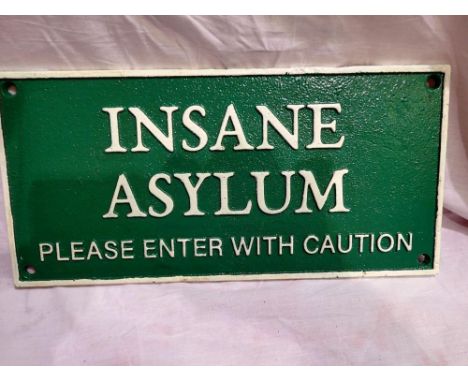 INSANE
ASYLUM
PLEASE ENTER WITH CAUTION